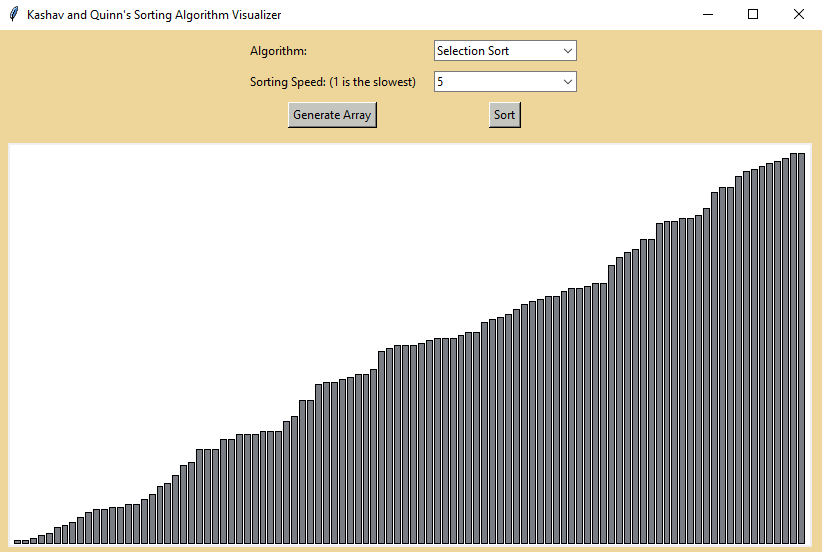 Kashav and Quinn's Sorting Algorithm Visualizer
Algorithm: Selection Sort
Sorting Speed: (1 is the slowest) 5
Generate Array Sort